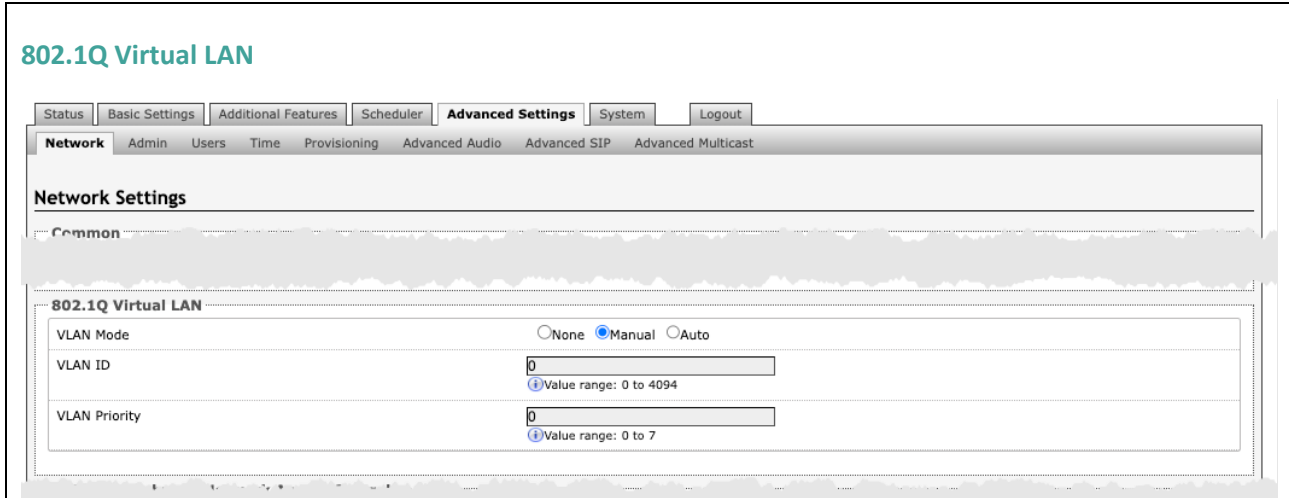 802.1Q Virtual LAN
Status Basic Settings Additional Features Scheduler Advanced Settings System Logout
Network Admin Users Time Provisioning Advanced Audio Advanced SIP Advanced Multicast
Network Settings
Common
802.1Q Virtual LAN
VLAN Mode None Manual Auto
VLAN ID 0
Value range: 0 to 4094
VLAN Priority 0
Value range: 0 to 7